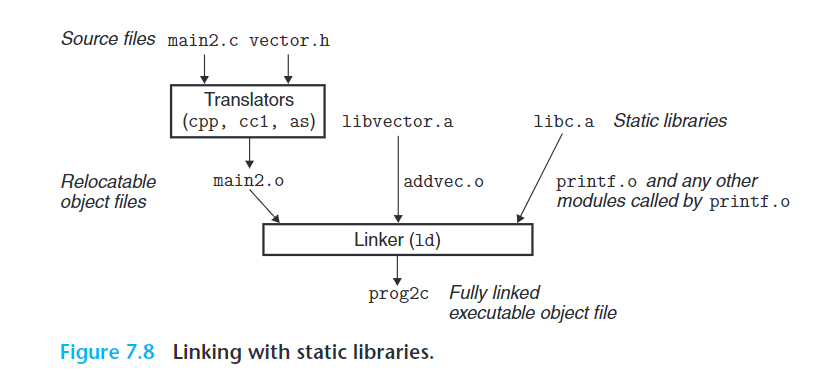 Source files main2.c vector.h
Translators
(cpp, cc1, as)
libvector.a
libc.a Static libraries
Relocatable
object files
main2.o
addvec.o
printf.o and any other
modules called by printf.o
Linker (ld)
prog2c Fully linked
executable object file
Figure 7.8 Linking with static libraries.